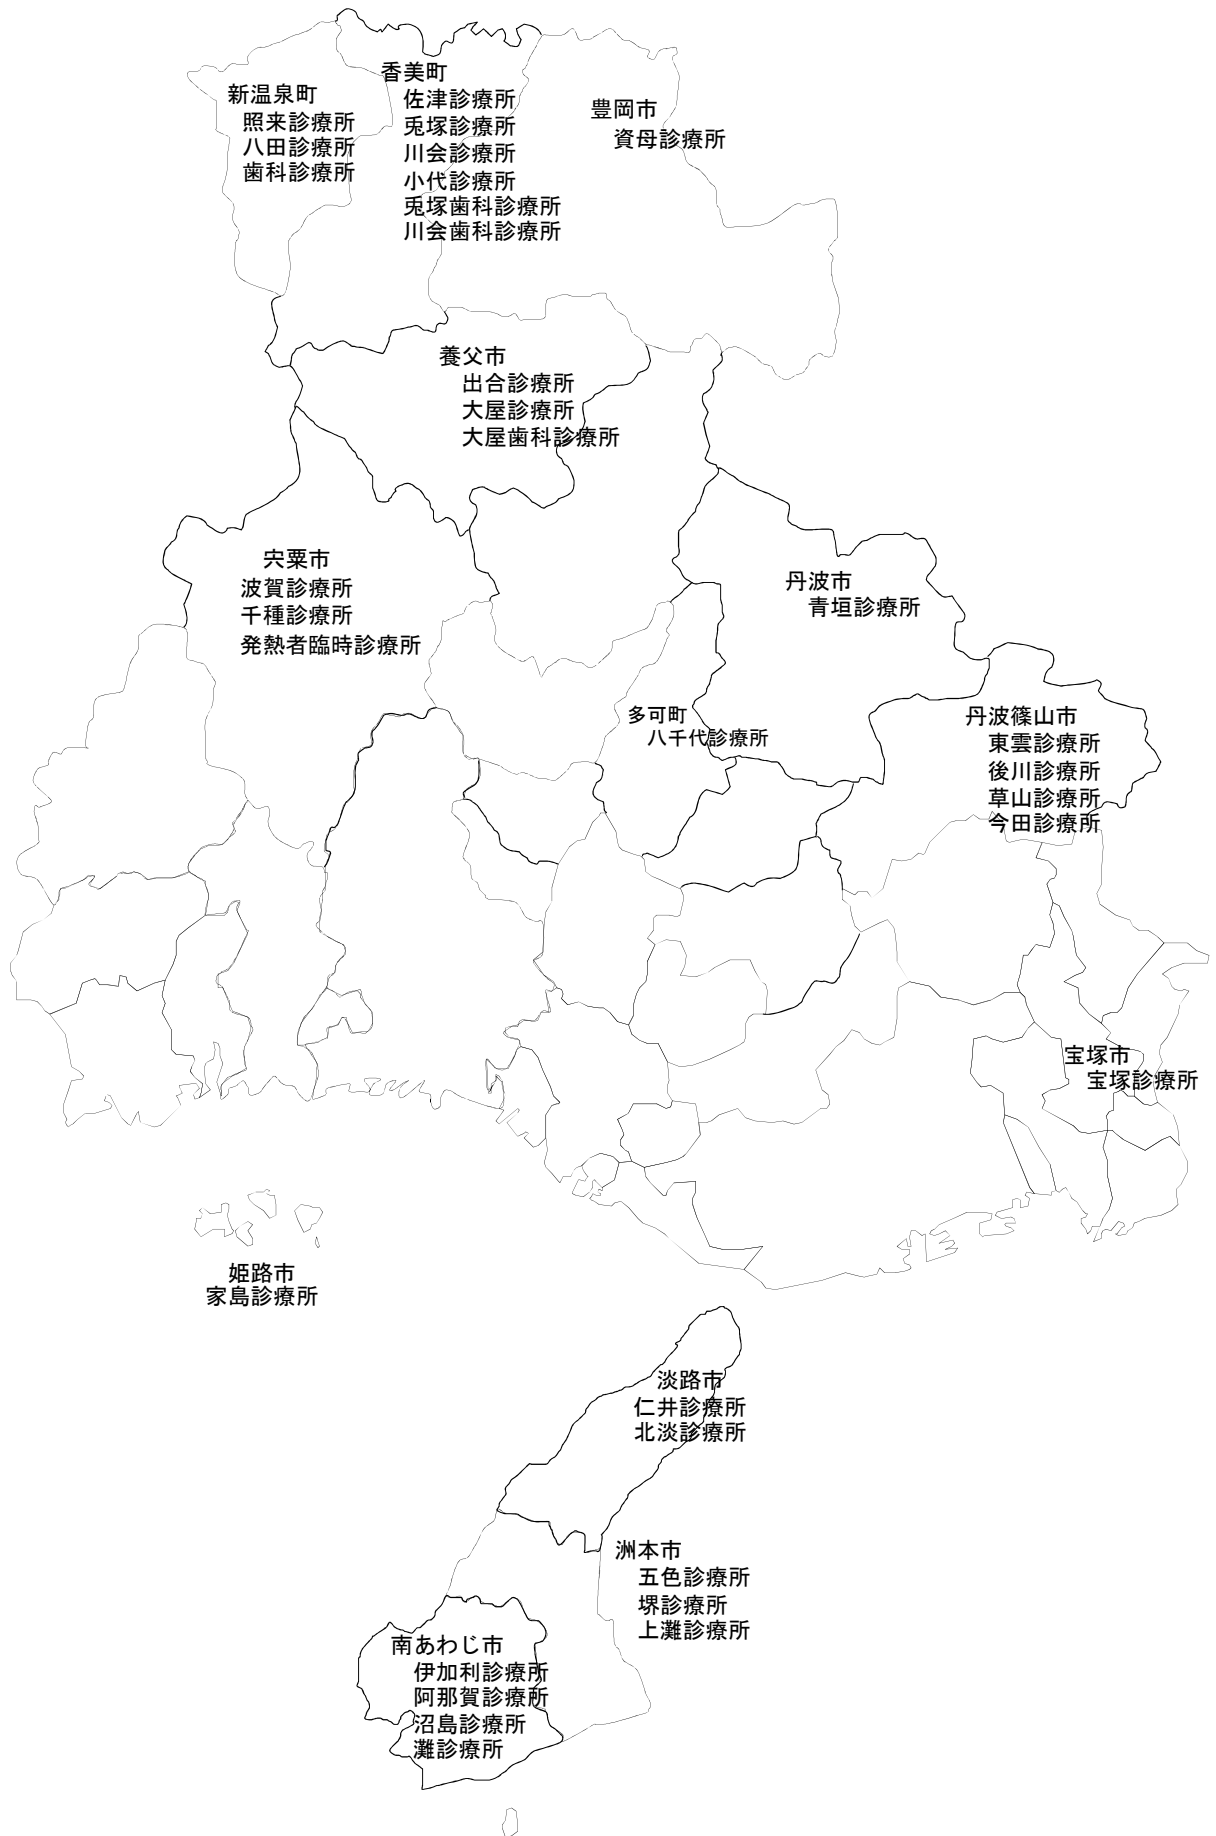 新温泉町
照来診療所
八田診療所
歯科診療所
香美町
佐津診療所
兎塚診療所
川会診療所
小代診療所
兎塚歯科診療所
川会歯科診療所
豊岡市
資母診療所
養父市
出合診療所
大屋診療所
大屋歯科診療所
宍粟市
波賀診療所
千種診療所
発熱者臨時診療所
丹波市
青垣診療所
多可町
八千代診療所
丹波篠山市
東雲診療所
後川診療所
草山診療所
今田診療所
宝塚市
宝塚診療所
姫路市
家島診療所
淡路市
仁井診療所
北淡診療所
洲本市
五色診療所
堺診療所
上灘診療所
南あわじ市
伊加利診療所
阿那賀診療所
沼島診療所
灘診療所